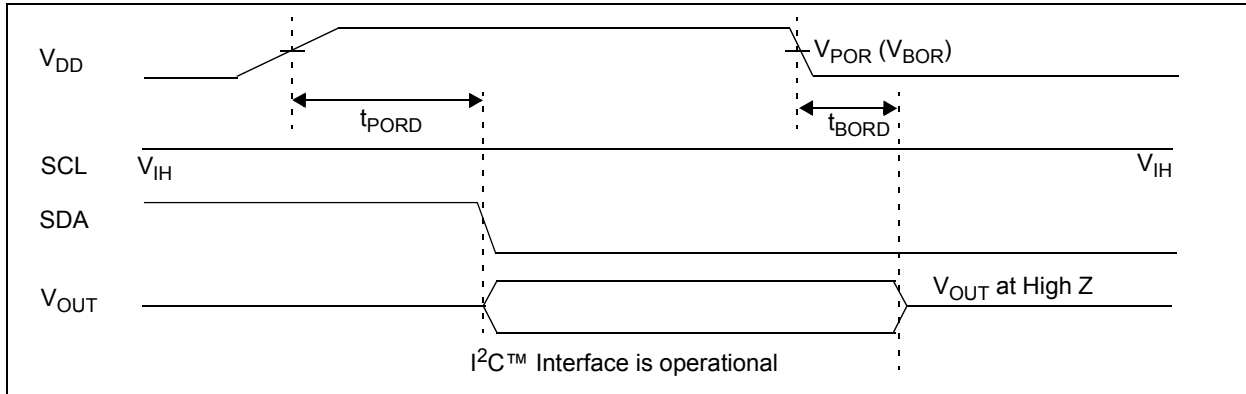 VDD
VPOR (VBOR)
tPORD
tBORD
SCL
VIH
VIH
SDA
VOUT
VOUT at High Z
I²C™ Interface is operational